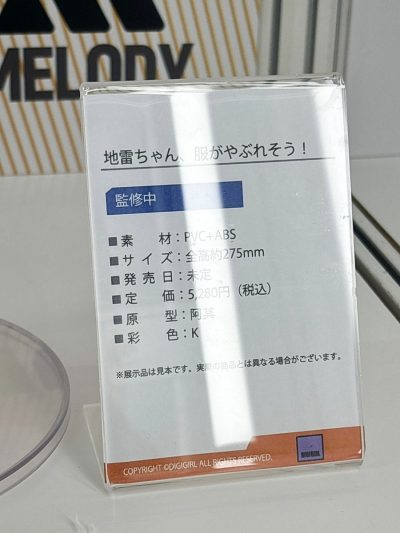 MELODY
地雷ちゃん、服がやぶれそう!
監修中
■素　材：PVC+ABS
■サイズ：全高約275mm
■発売日：未定
■定　価：5,280円（税込）
■原　型：阿其
■彩　色：K
※展示品は見本です。実際の商品とは異なる場合がございます。
COPYRIGHT ©DIGIGIRL ALL RIGHTS RESERVED.